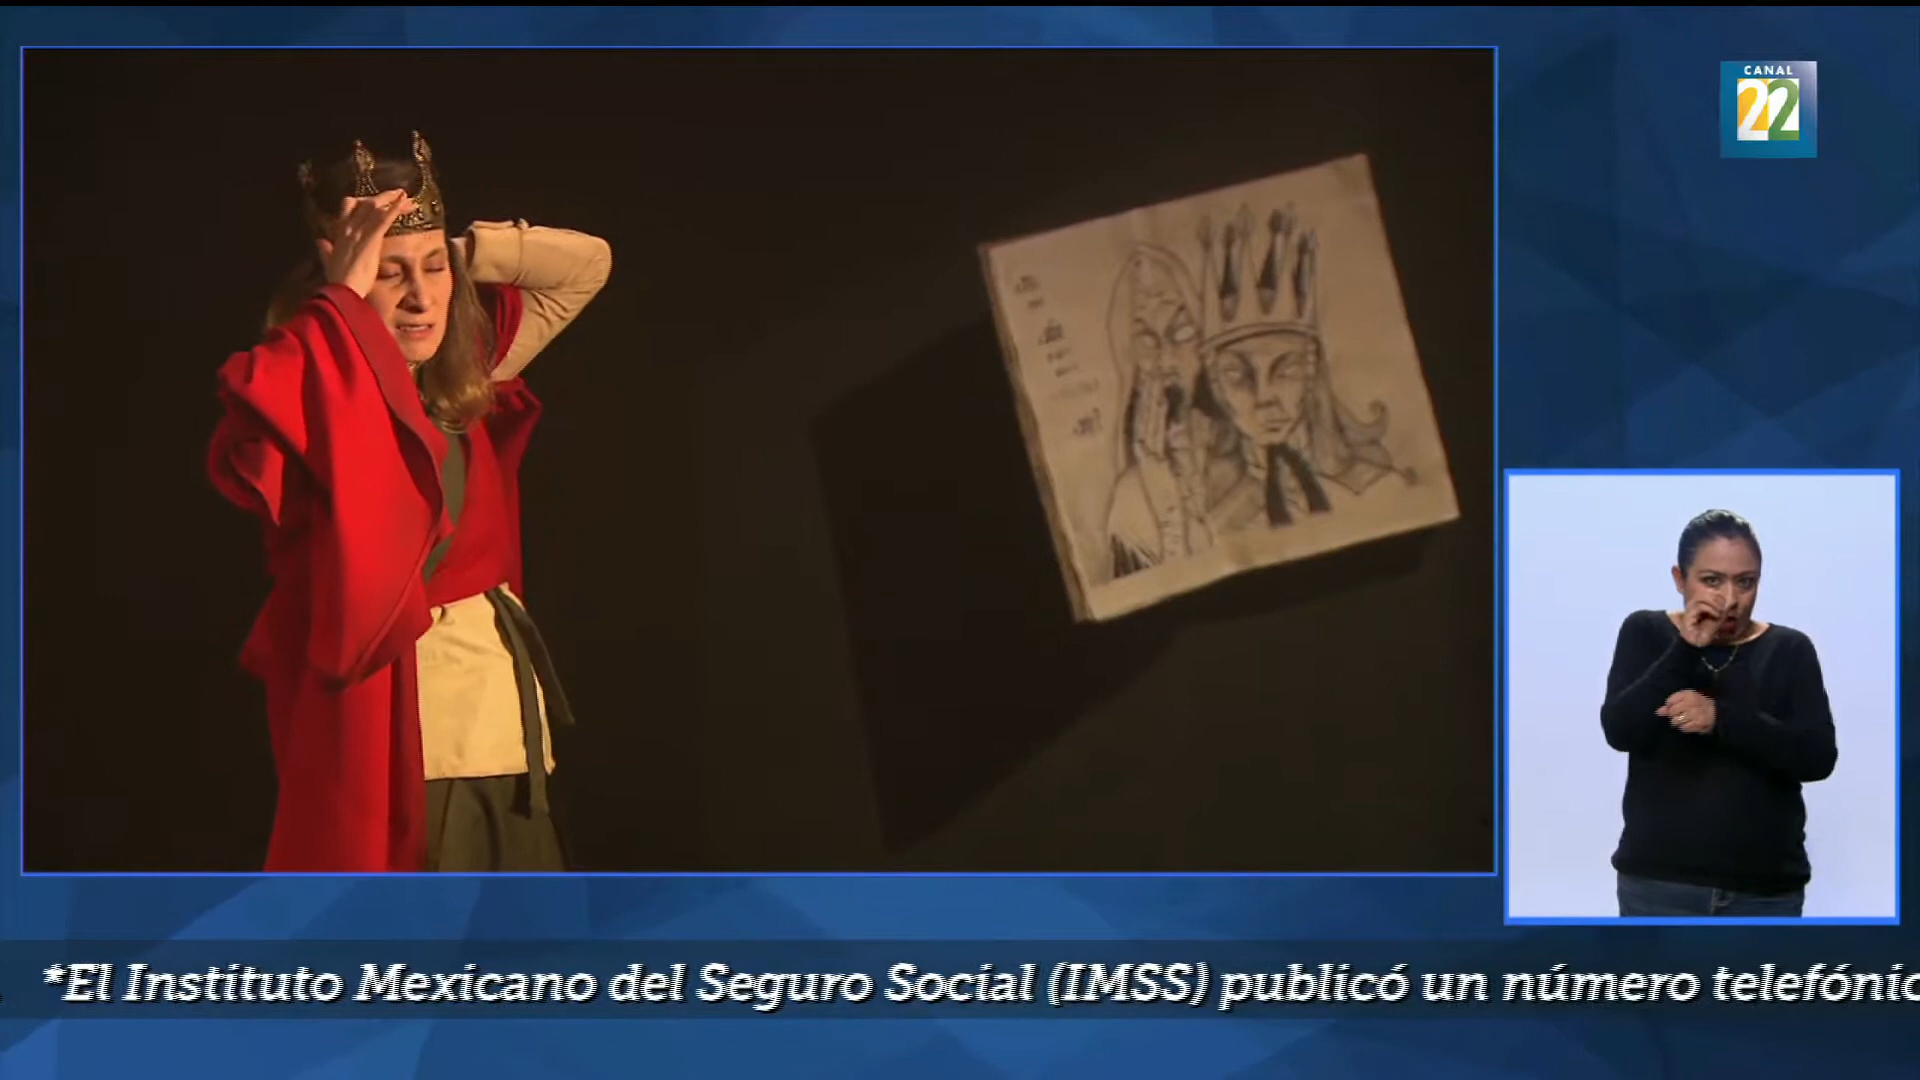 CANAL
22
*El Instituto Mexicano del Seguro Social (IMSS) publicó un número telefónic